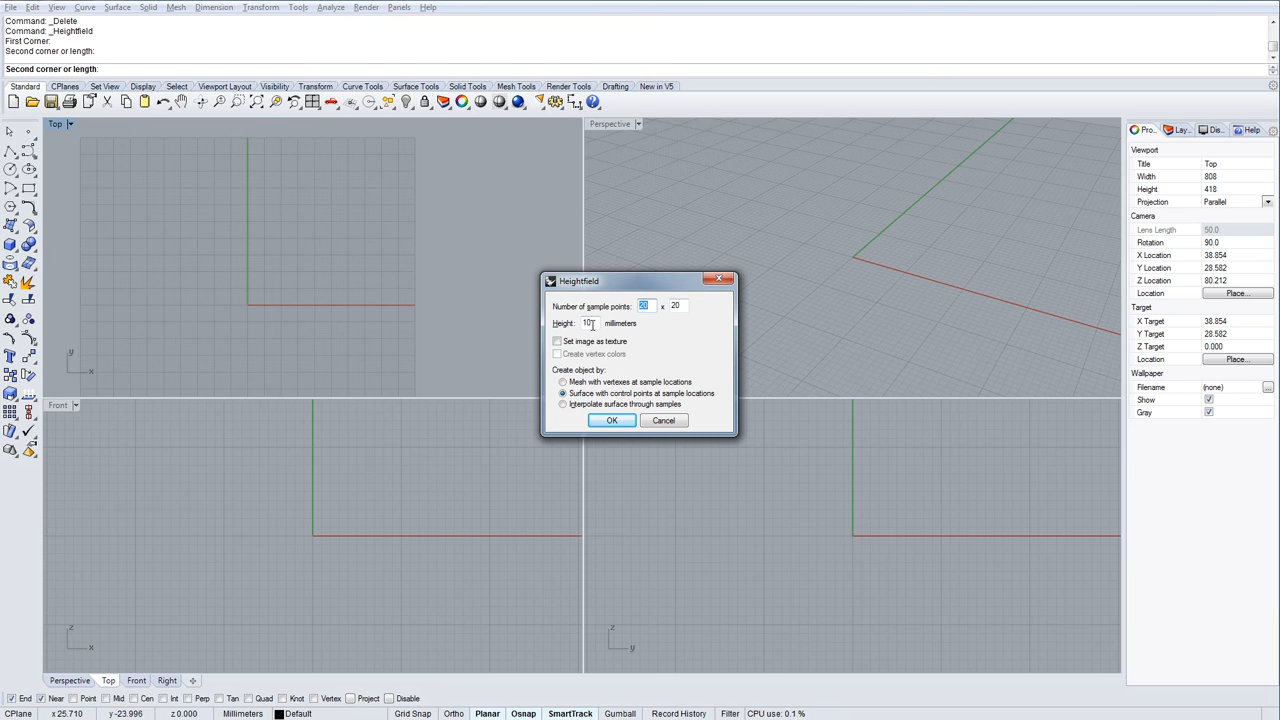 File Edit View Curve Surface Solid Mesh Dimension Transform Tools Analyze Render Panels Help
Command: _Delete
Command: _Heightfield
First Corner:
Second corner or length:
Second corner or length:
Standard CPlanes Set View Display Select Viewport Layout Visibility Transform Curve Tools Surface Tools Solid Tools Mesh Tools Render Tools Drafting New in V5
Top
Perspective
Pro... Lay... Dis... Help
Viewport
Title Top
Width 808
Height 418
Projection Parallel
Camera
Lens Length 50.0
Rotation 90.0
X Location 38.854
Y Location 28.582
Z Location 80.212
Location Place...
Target
X Target 38.854
Y Target 28.582
Z Target 0.000
Location Place...
Wallpaper
Filename (none) ...
Show
Gray
Heightfield
Number of sample points: 20 x 20
Height: 10 millimeters
Set image as texture
Create vertex colors
Create object by:
Mesh with vertexes at sample locations
Surface with control points at sample locations
Interpolate surface through samples
OK Cancel
y
x
Front
z
x
z
y
Perspective Top Front Right
End Near Point Mid Cen Int Perp Tan Quad Knot Vertex Project Disable
CPlane x 25.710 y -23.996 z 0.000 Millimeters Default Grid Snap Ortho Planar Osnap SmartTrack Gumball Record History Filter CPU use: 0.1 %